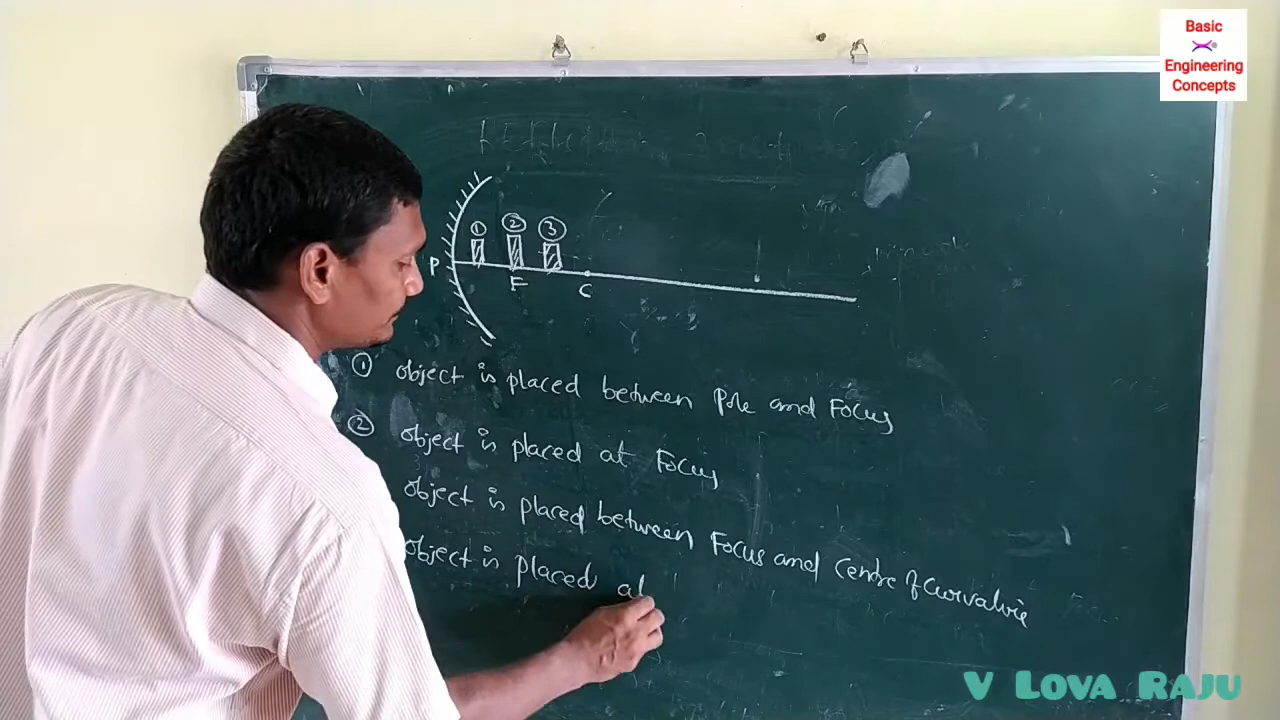 Basic
Engineering
Concepts
① ② ③
P
F
C
① object is placed between Pole and Focus
② object is placed at Focus
object is placed between Focus and Centre of Curvature
object is placed at
V LOVA RAJU